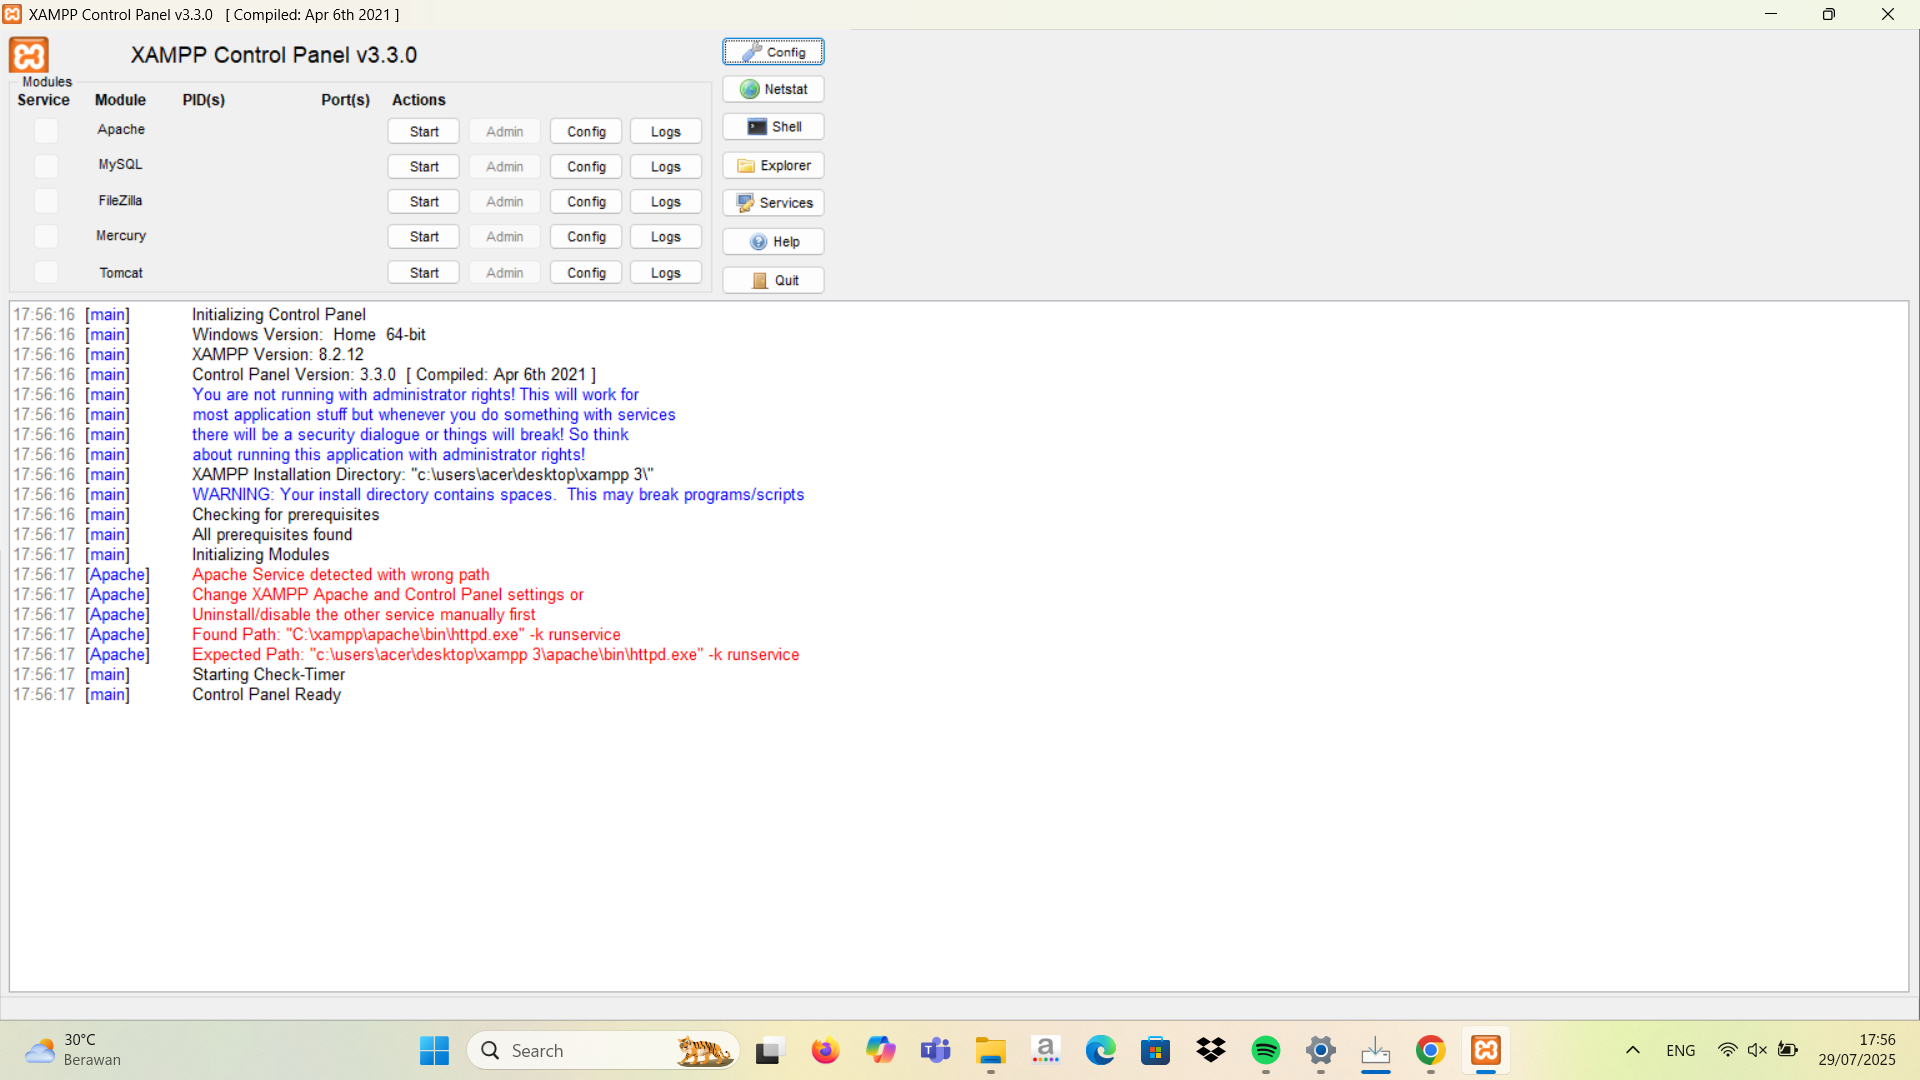 XAMPP Control Panel v3.3.0 [ Compiled: Apr 6th 2021 ]
XAMPP Control Panel v3.3.0
Config
Modules
Service Module PID(s) Port(s) Actions
Netstat
Apache Start Admin Config Logs
Shell
MySQL Start Admin Config Logs
Explorer
FileZilla Start Admin Config Logs
Services
Mercury Start Admin Config Logs
Help
Tomcat Start Admin Config Logs
Quit
17:56:16 [main] Initializing Control Panel
17:56:16 [main] Windows Version: Home 64-bit
17:56:16 [main] XAMPP Version: 8.2.12
17:56:16 [main] Control Panel Version: 3.3.0 [ Compiled: Apr 6th 2021 ]
17:56:16 [main] You are not running with administrator rights! This will work for
17:56:16 [main] most application stuff but whenever you do something with services
17:56:16 [main] there will be a security dialogue or things will break! So think
17:56:16 [main] about running this application with administrator rights!
17:56:16 [main] XAMPP Installation Directory: "c:\users\acer\desktop\xampp 3\"
17:56:16 [main] WARNING: Your install directory contains spaces. This may break programs/scripts
17:56:16 [main] Checking for prerequisites
17:56:17 [main] All prerequisites found
17:56:17 [main] Initializing Modules
17:56:17 [Apache] Apache Service detected with wrong path
17:56:17 [Apache] Change XAMPP Apache and Control Panel settings or
17:56:17 [Apache] Uninstall/disable the other service manually first
17:56:17 [Apache] Found Path: "C:\xampp\apache\bin\httpd.exe" -k runservice
17:56:17 [Apache] Expected Path: "c:\users\acer\desktop\xampp 3\apache\bin\httpd.exe" -k runservice
17:56:17 [main] Starting Check-Timer
17:56:17 [main] Control Panel Ready
30°C
Berawan
Search
ENG
17:56
29/07/2025